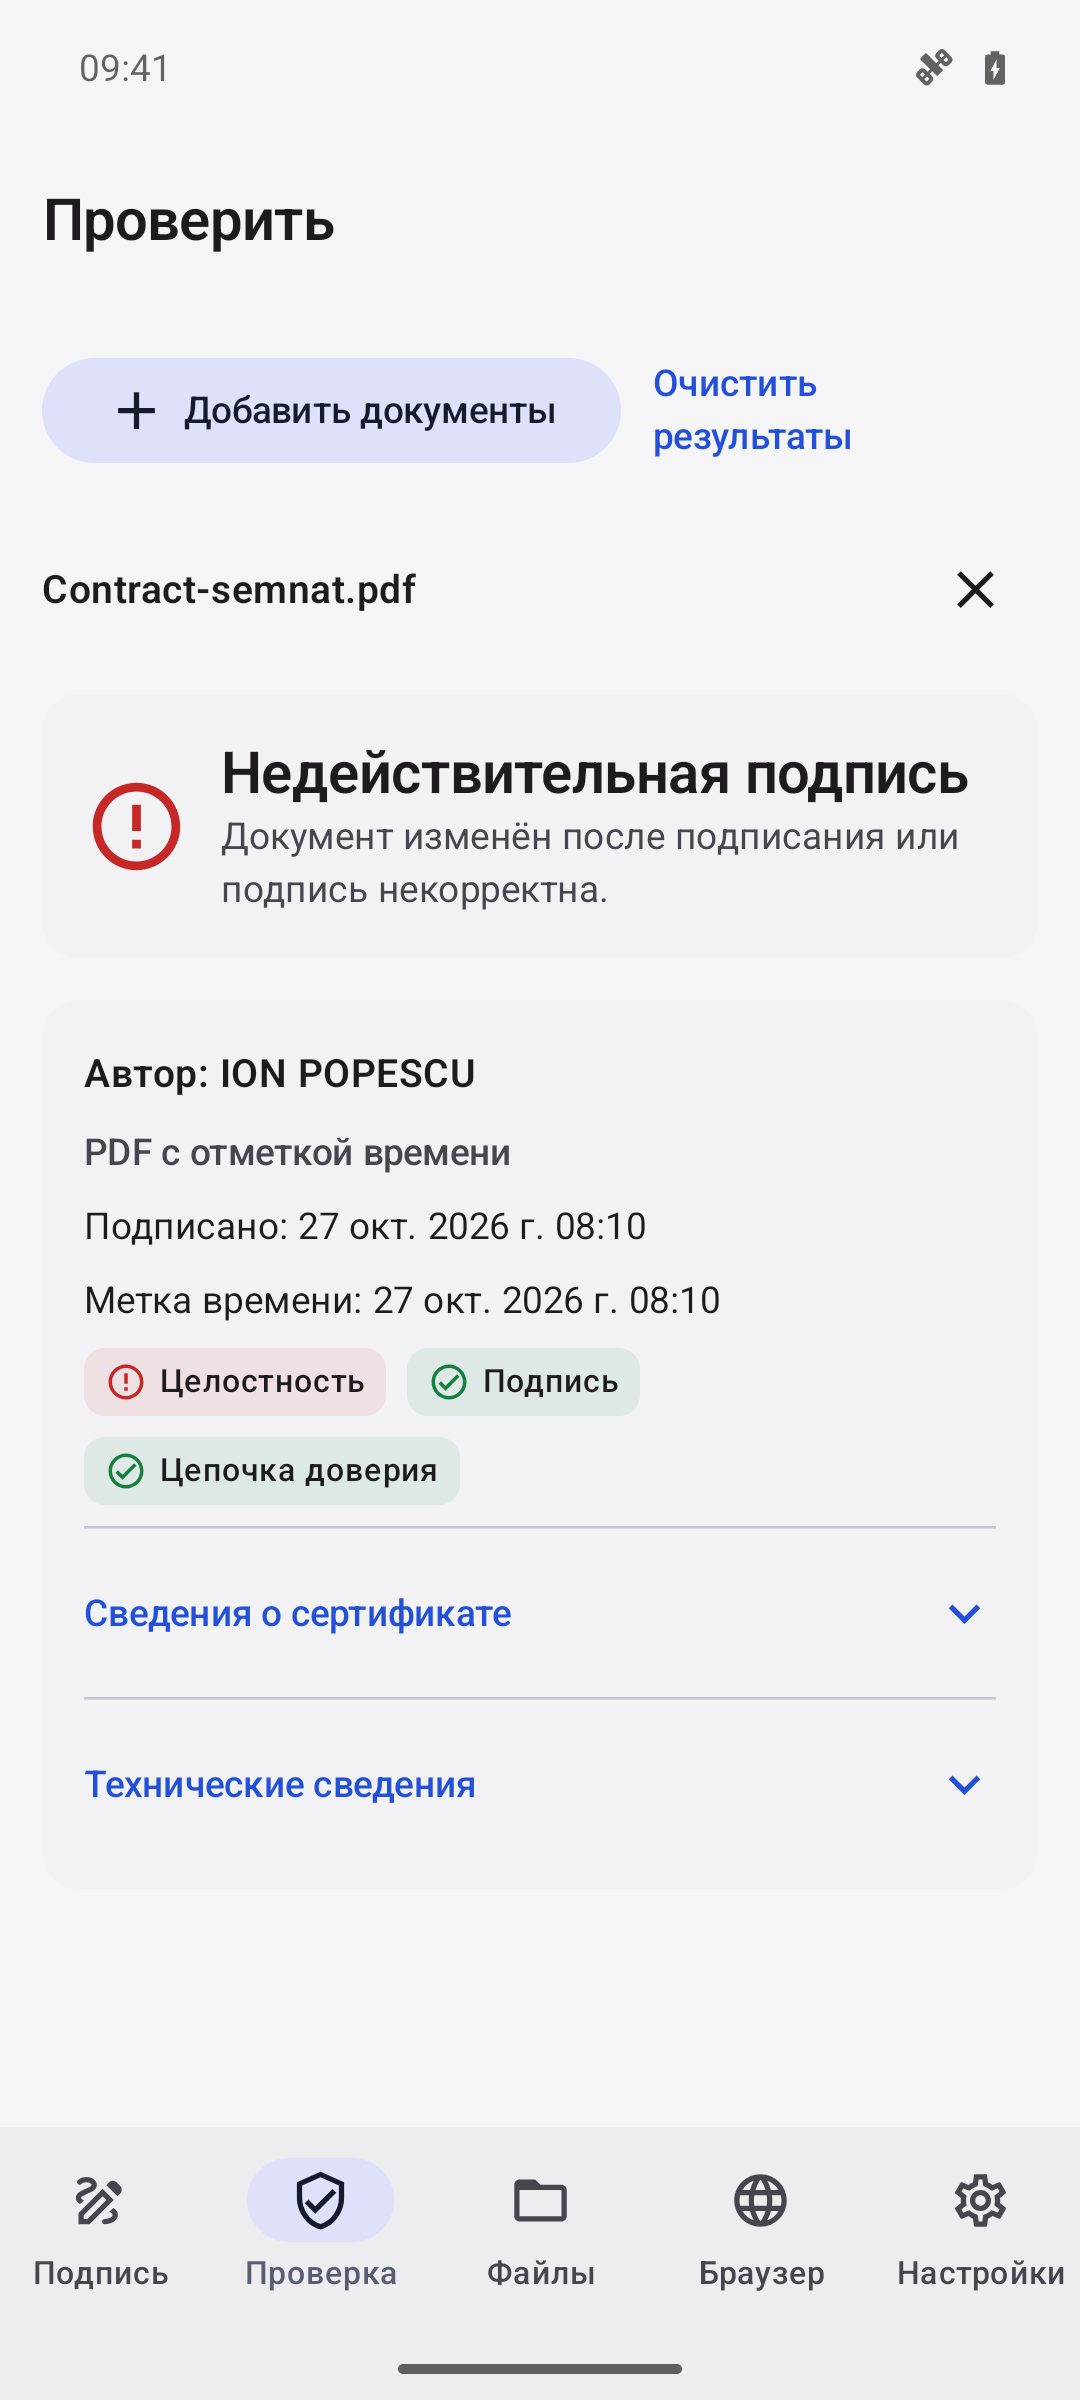 09:41
Проверить
Добавить документы
Очистить
результаты
Contract-semnat.pdf
Недействительная подпись
Документ изменён после подписания или
подпись некорректна.
Автор: ION POPESCU
PDF с отметкой времени
Подписано: 27 окт. 2026 г. 08:10
Метка времени: 27 окт. 2026 г. 08:10
Целостность
Подпись
Цепочка доверия
Сведения о сертификате
Технические сведения
Подпись
Проверка
Файлы
Браузер
Настройки